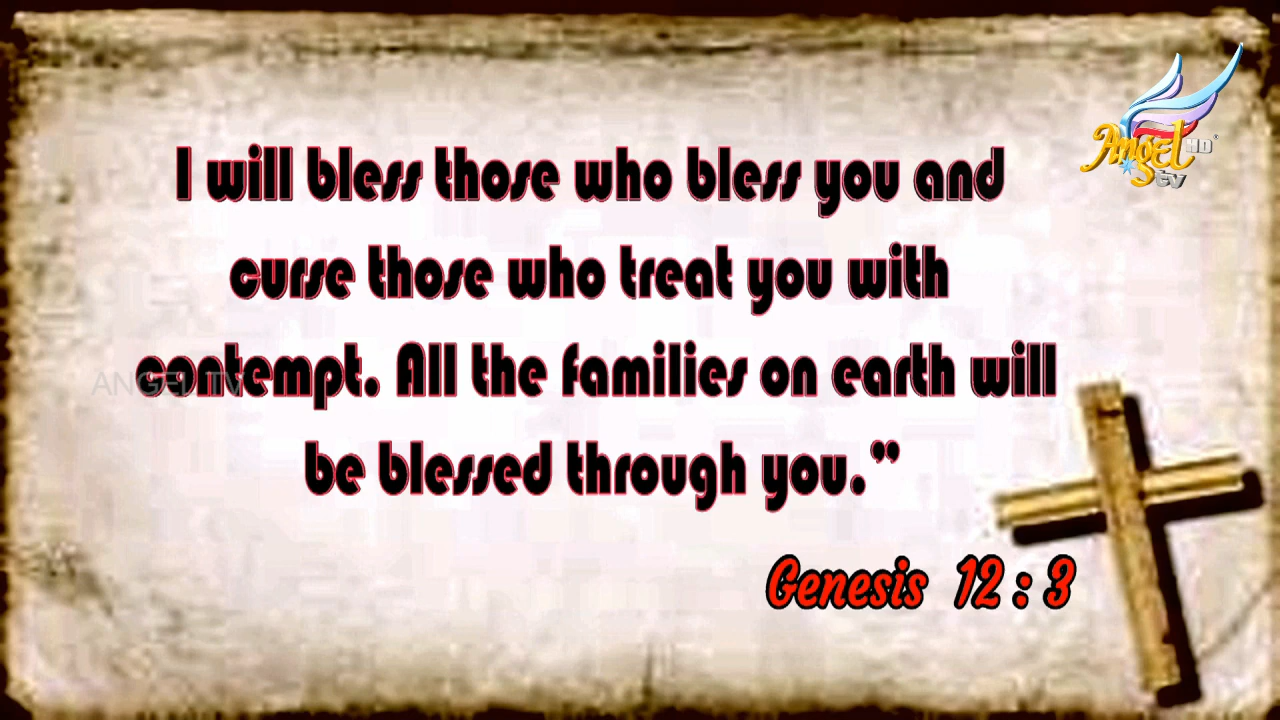 Angel HD
TV
I will bless those who bless you and
curse those who treat you with
contempt. All the families on earth will
be blessed through you.”
ANGEL TV
Genesis 12 : 3